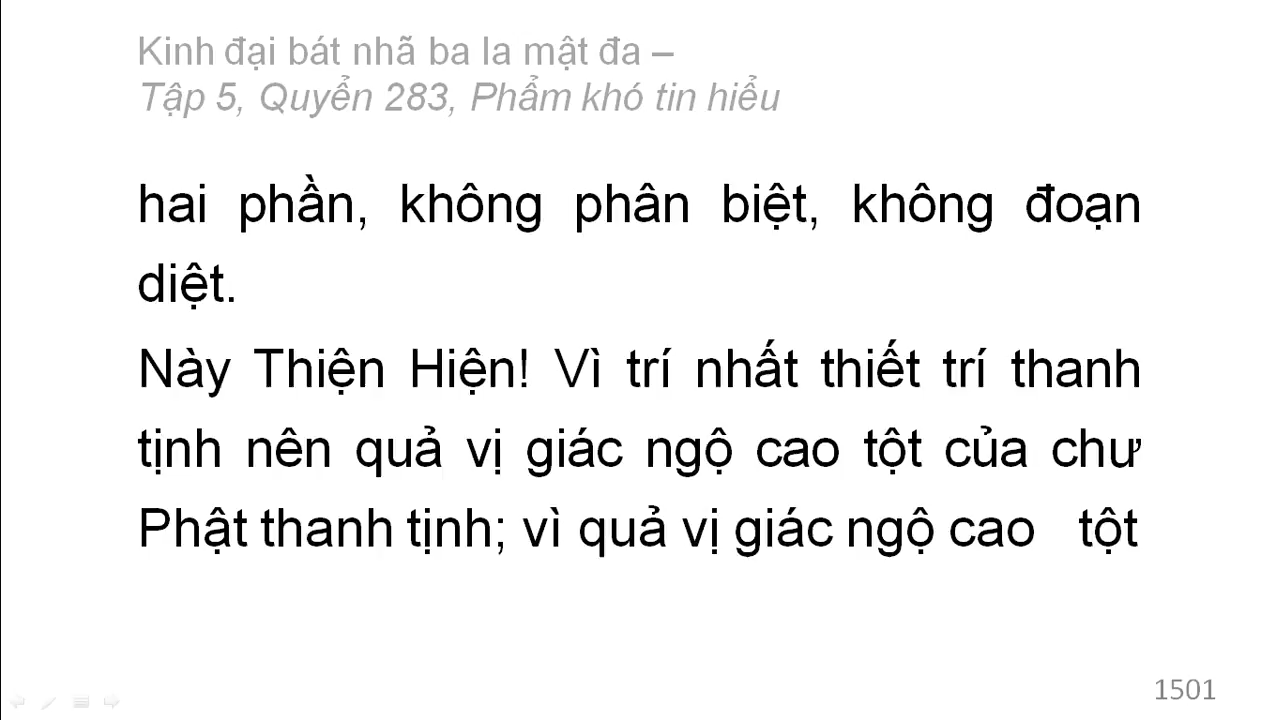 Kinh đại bát nhã ba la mật đa –
Tập 5, Quyển 283, Phẩm khó tin hiểu
hai phần, không phân biệt, không đoạn
diệt.
Này Thiện Hiện! Vì trí nhất thiết trí thanh
tịnh nên quả vị giác ngộ cao tột của chư
Phật thanh tịnh; vì quả vị giác ngộ cao tột
1501